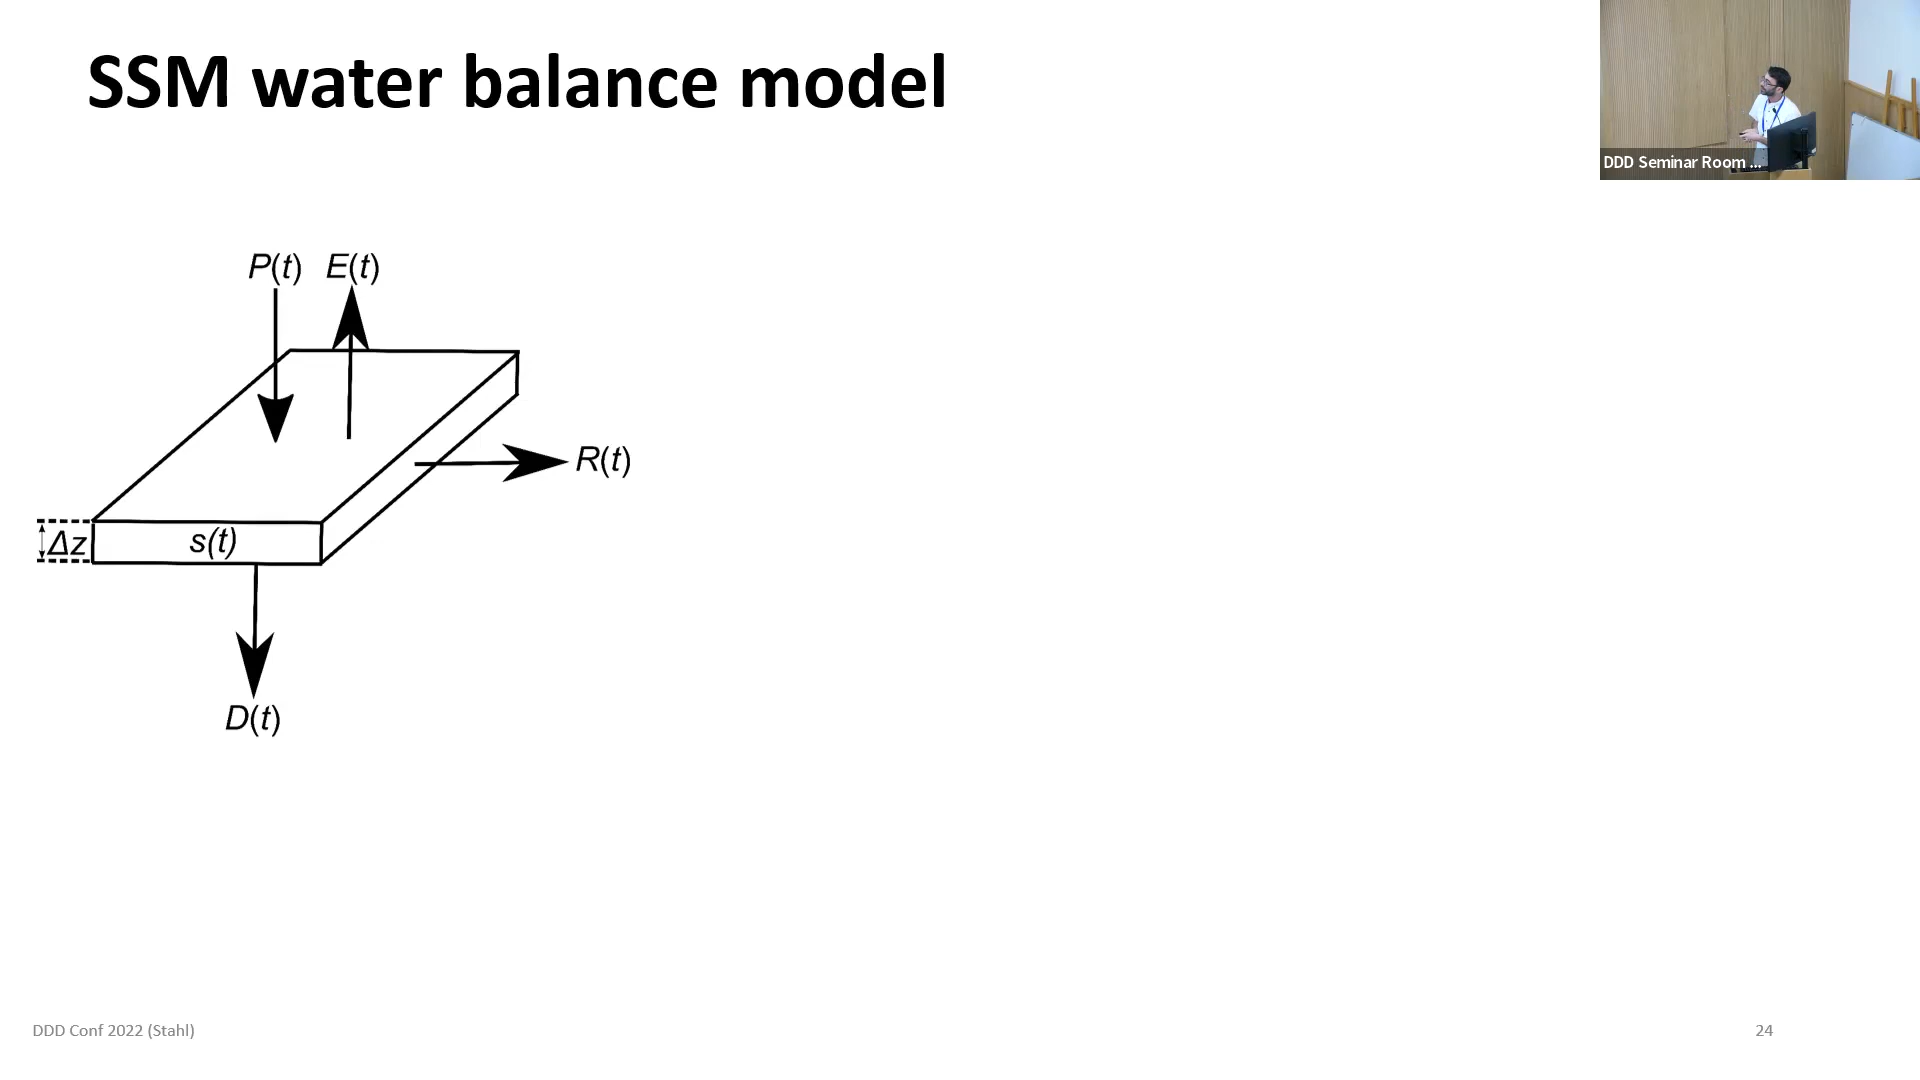 SSM water balance model
DDD Seminar Room ...
P(t) E(t)
R(t)
Δz
s(t)
D(t)
DDD Conf 2022 (Stahl)
24